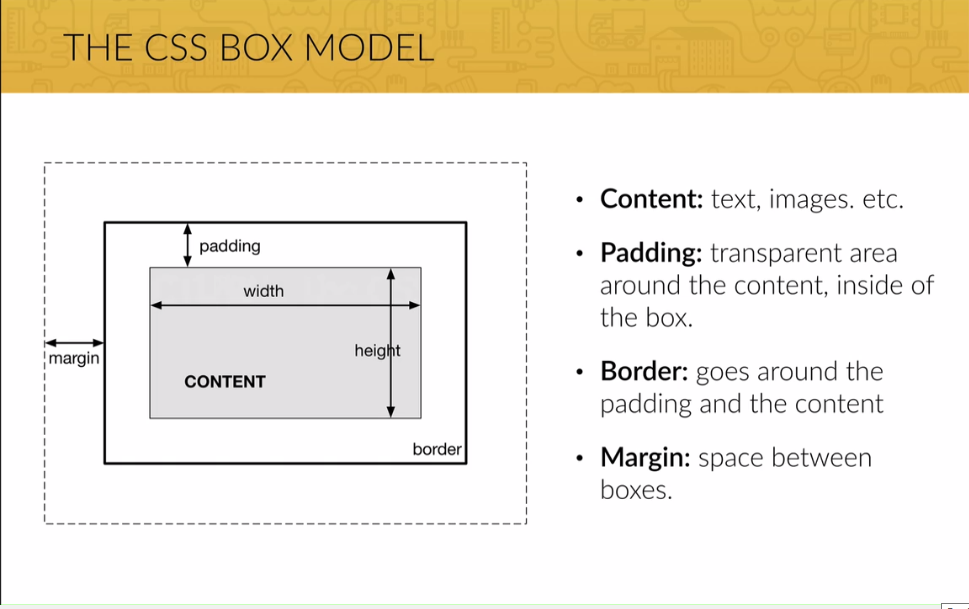 THE CSS BOX MODEL
padding
width
height
margin
CONTENT
border
• Content: text, images. etc.
• Padding: transparent area
around the content, inside of
the box.
• Border: goes around the
padding and the content
• Margin: space between
boxes.